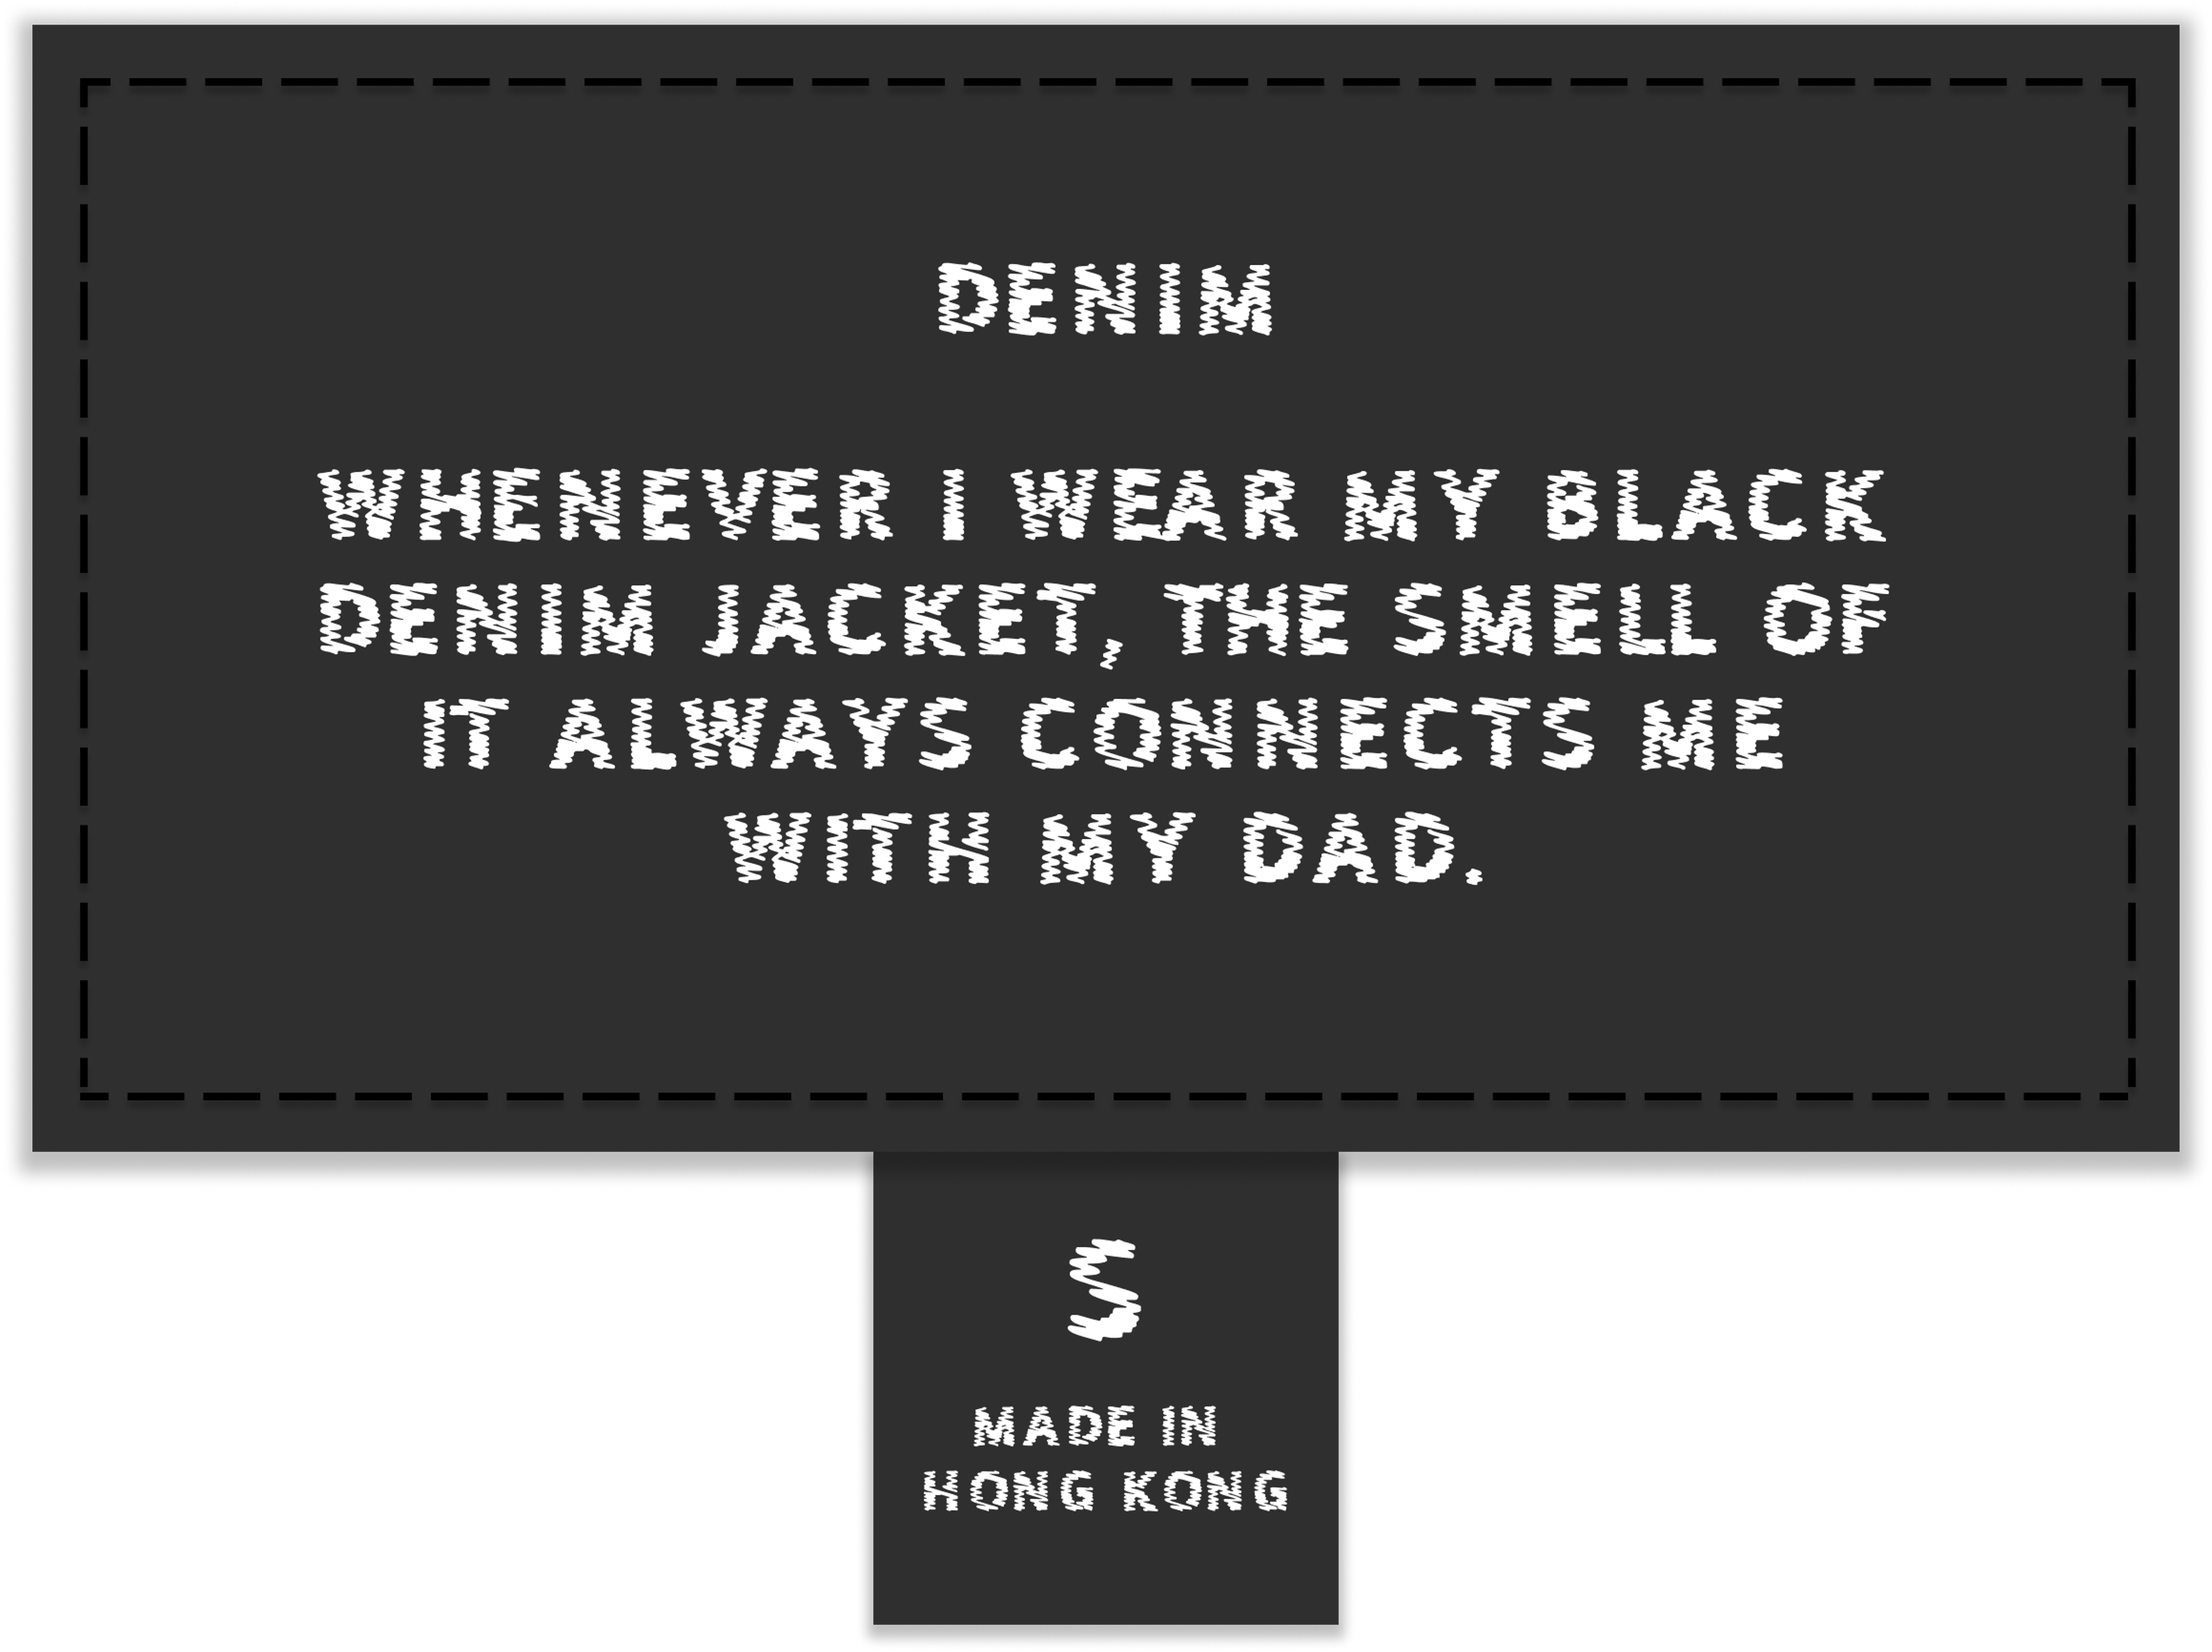 DENIM
WHENEVER I WEAR MY BLACK
DENIM JACKET, THE SMELL OF
IT ALWAYS CONNECTS ME
WITH MY DAD.
S
MADE IN
HONG KONG